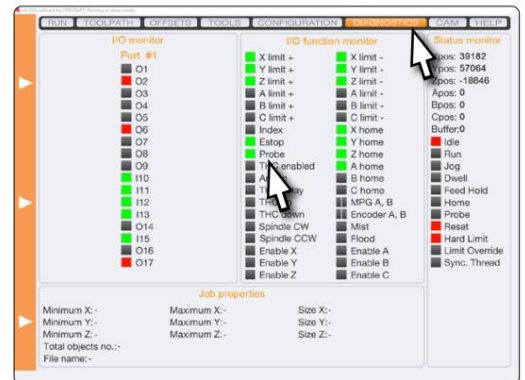 RUN TOOLPATH OFFSETS TOOLS CONFIGURATION DIAGNOSTICS CAM HELP
I/O monitor
Port #1
O1
O2
O3
O4
O5
O6
O7
O8
O9
I10
I11
I12
I13
O14
I15
O16
O17
I/O function monitor
X limit + X limit -
Y limit + Y limit -
Z limit + Z limit -
A limit + A limit -
B limit + B limit -
C limit + C limit -
Index X home
Estop Y home
Probe Z home
enabled A home
B home
C home
MPG A, B
THC down Encoder A, B
Spindle CW Mist
Spindle CCW Flood
Enable X Enable A
Enable Y Enable B
Enable Z Enable C
Status monitor
Xpos: 39182
Ypos: 57064
Zpos: -18846
Apos: 0
Bpos: 0
Cpos: 0
Buffer:0
Idle
Run
Jog
Dwell
Feed Hold
Home
Probe
Reset
Hard Limit
Limit Override
Sync. Thread
Job properties
Minimum X:- Maximum X:- Size X:-
Minimum Y:- Maximum Y:- Size Y:-
Minimum Z:- Maximum Z:- Size Z:-
Total objects no.:-
File name:-